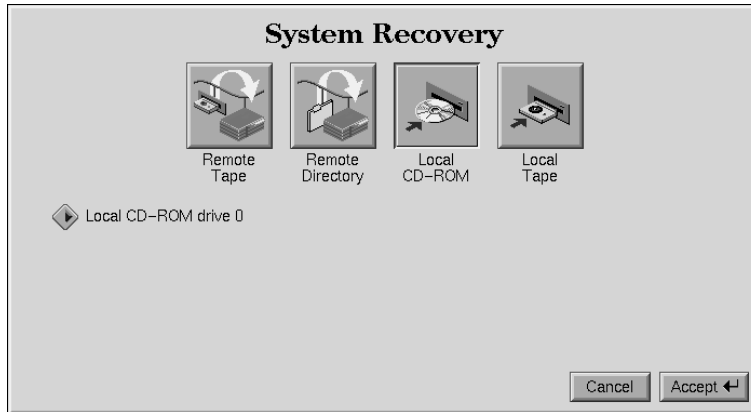 System Recovery
Remote
Tape
Remote
Directory
Local
CD-ROM
Local
Tape
Local CD-ROM drive 0
Cancel
Accept